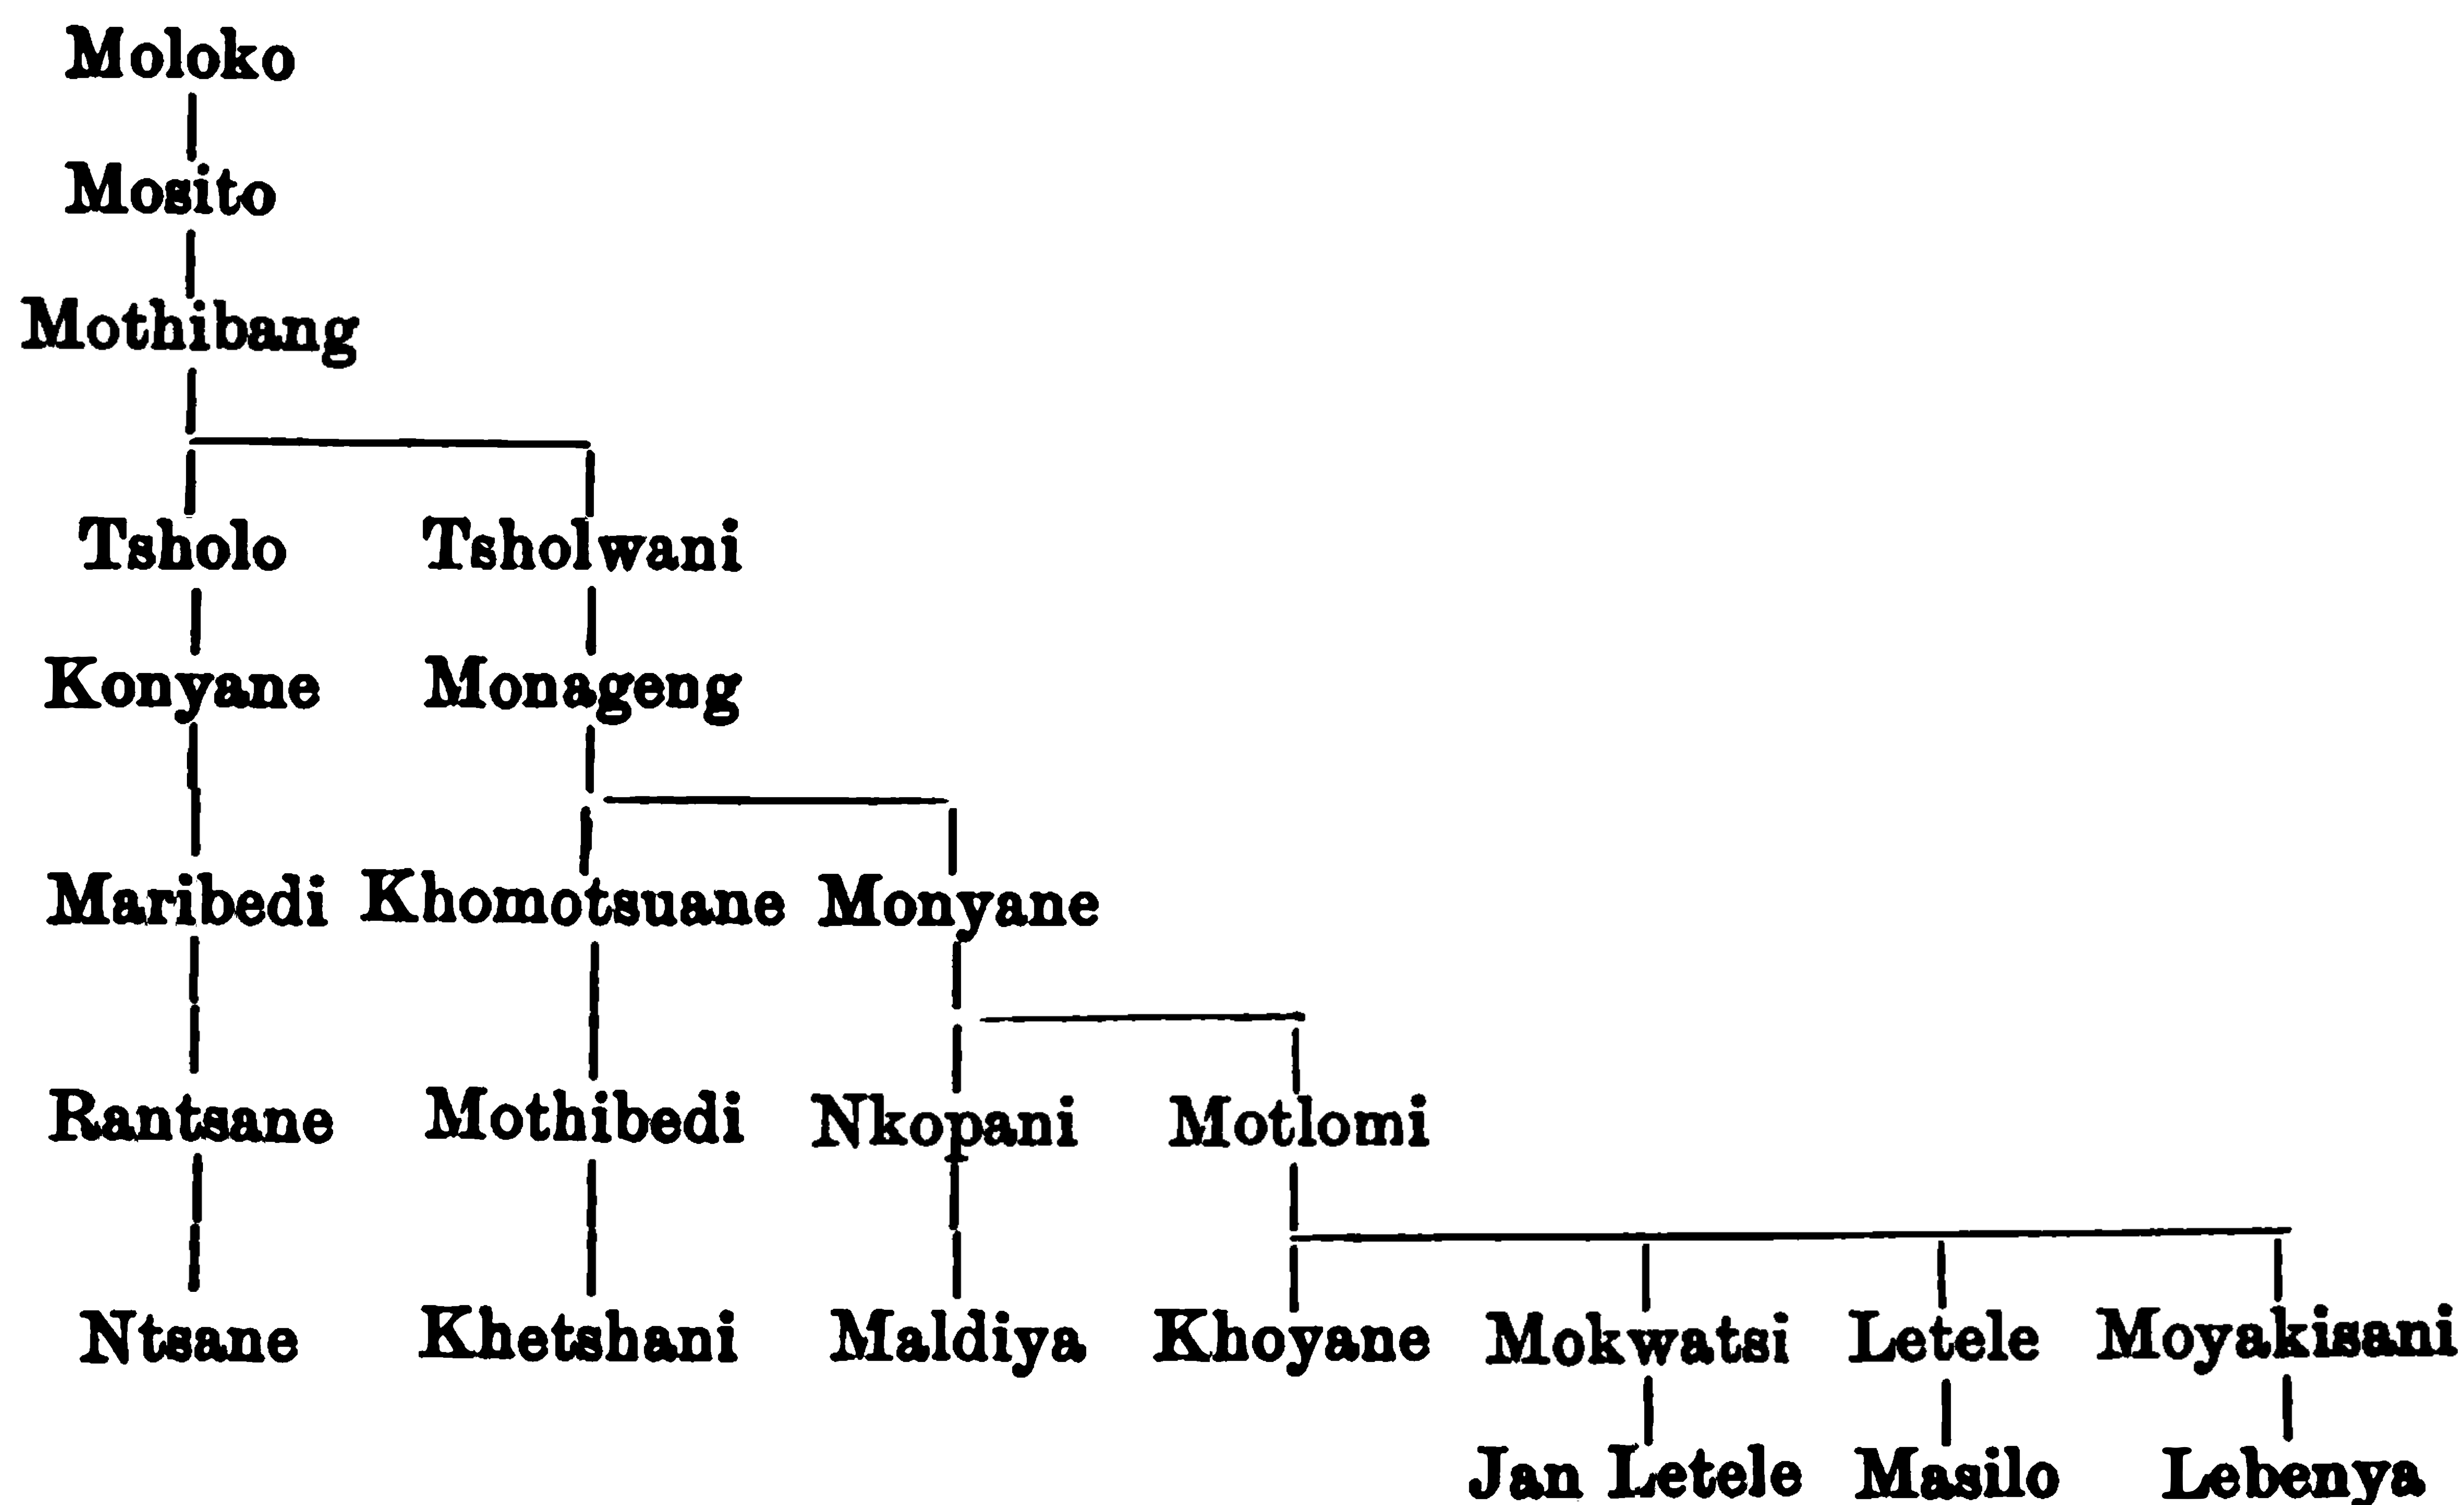 Moloko
Mosito
Mothibang
Tsholo Tsholwani
Konyane Monageng
Maribedi Khomotsuane Monyane
Rantsane Mothibedi Nkopani Motlomi
Ntsane Khetshani Maldiya Khoyane Mokwatsi Letele Moyakisani
Jan Letele Masilo Lebenya